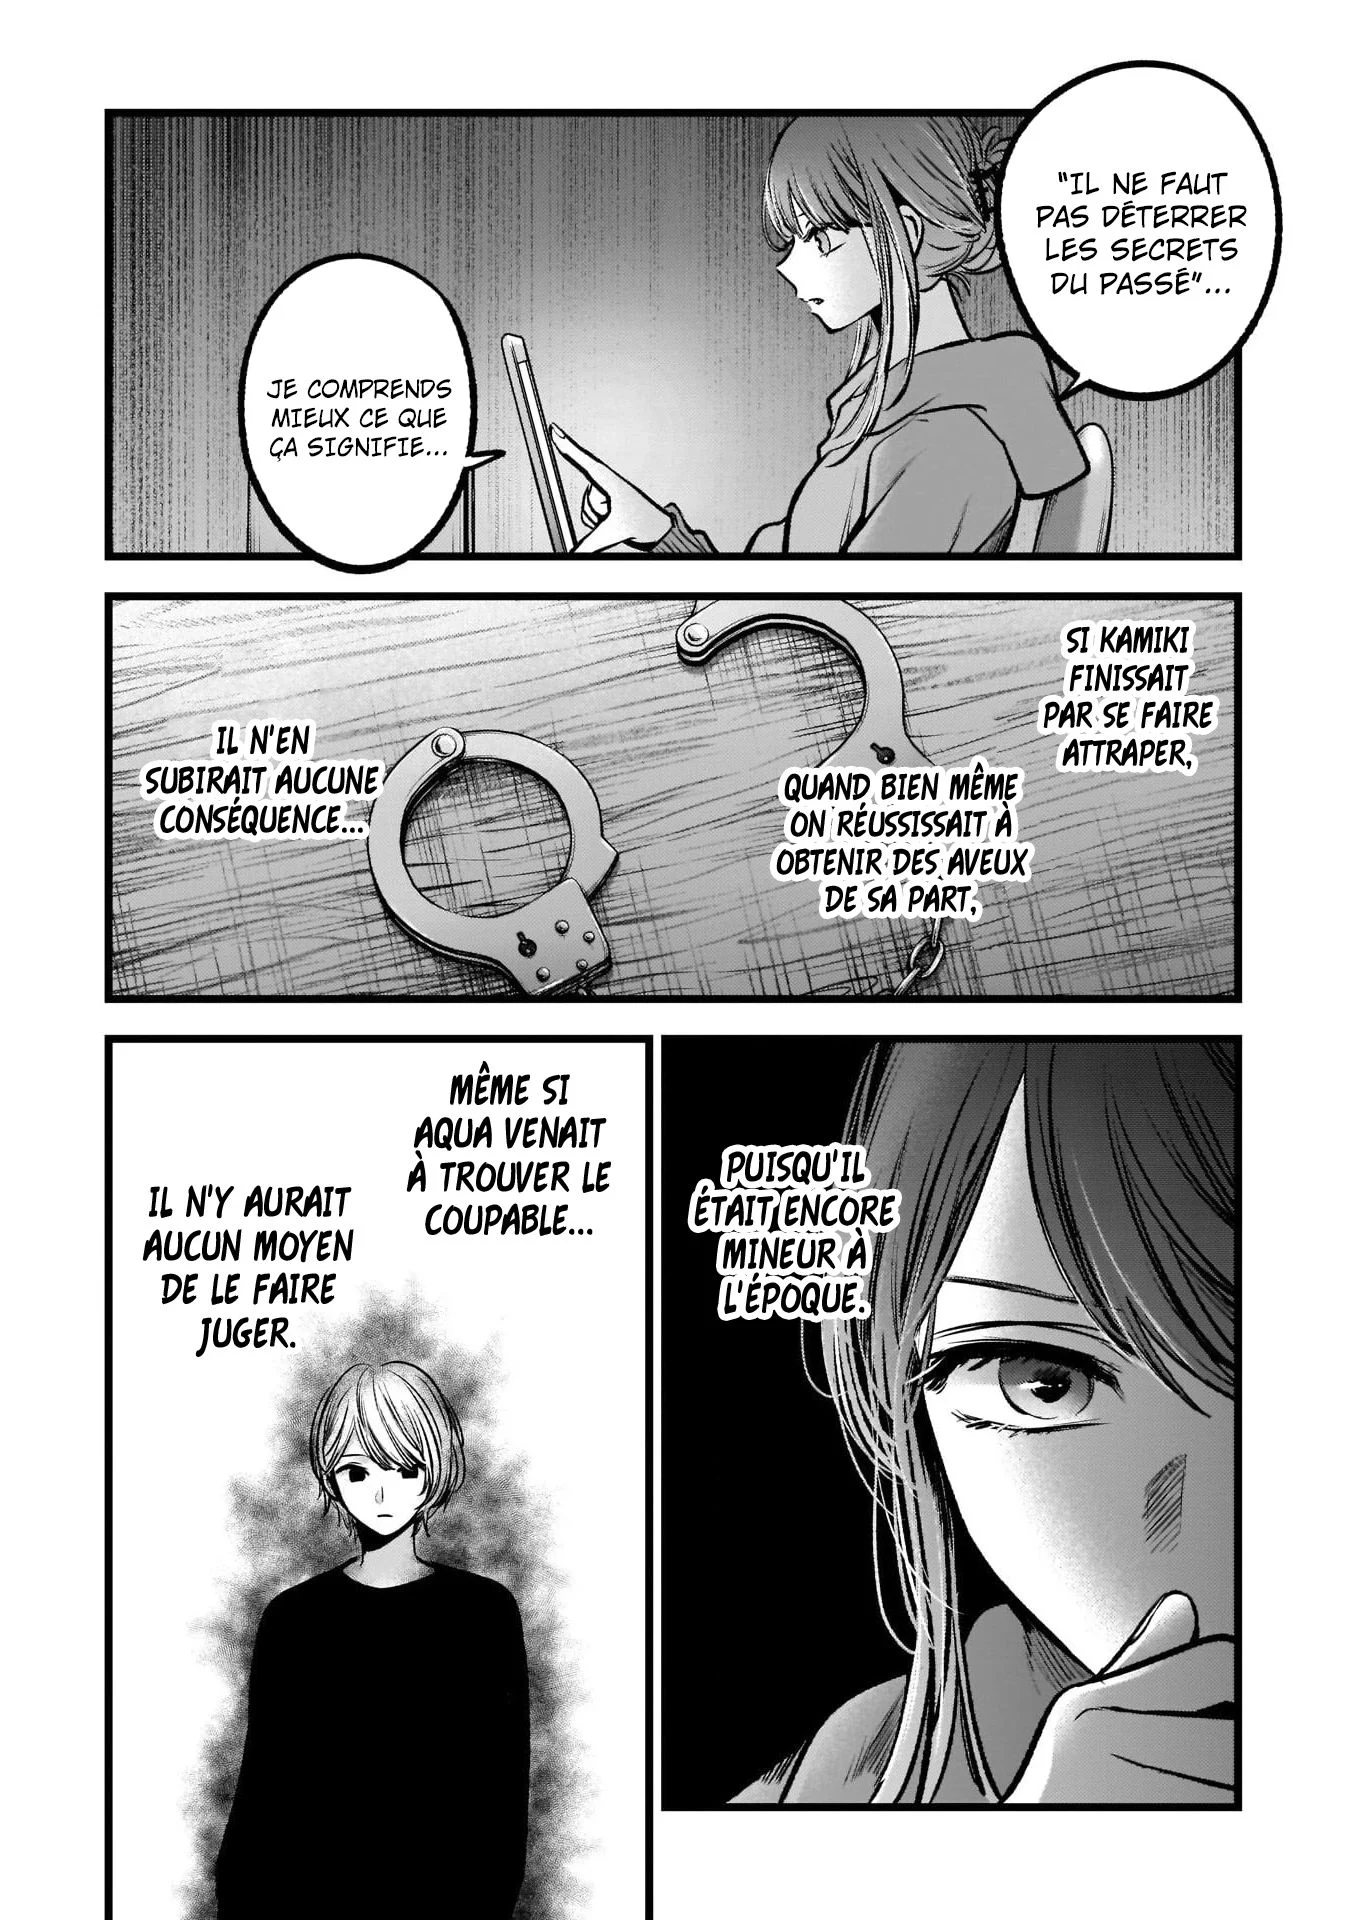 "IL NE FAUT
PAS DÉTERRER
LES SECRETS
DU PASSÉ"...
JE COMPRENDS
MIEUX CE QUE
ÇA SIGNIFIE...
SI KAMIKI
FINISSAIT
PAR SE FAIRE
ATTRAPER,
QUAND BIEN MÊME
ON RÉUSSISSAIT À
OBTENIR DES AVEUX
DE SA PART,
IL N'EN
SUBIRAIT AUCUNE
CONSÉQUENCE...
PUISQU'IL
ÉTAIT ENCORE
MINEUR À
L'ÉPOQUE.
MÊME SI
AQUA VENAIT
À TROUVER LE
COUPABLE...
IL N'Y AURAIT
AUCUN MOYEN
DE LE FAIRE
JUGER.